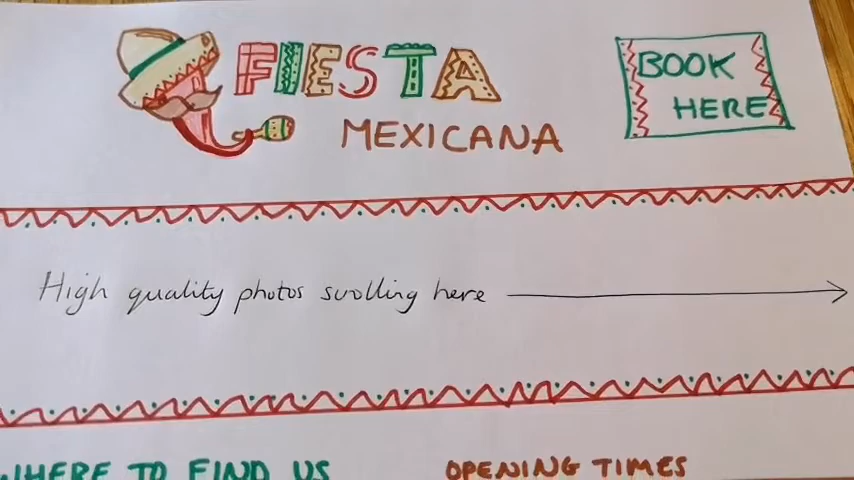 FIESTA
MEXICANA
BOOK
HERE
High quality photos scrolling here
WHERE TO FIND US
OPENING TIMES